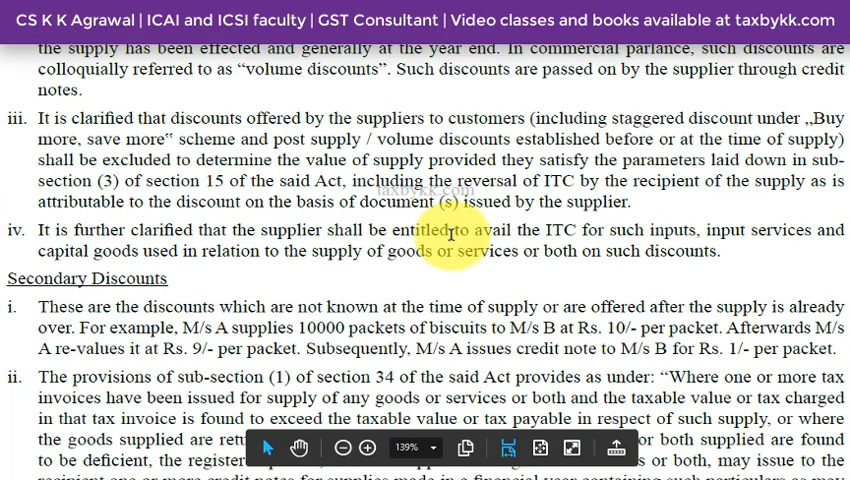 CS K K Agrawal | ICAI and ICSI faculty | GST Consultant | Video classes and books available at taxbykk.com
the supply has been effected and generally at the year end. In commercial parlance, such discounts are
colloquially referred to as “volume discounts”. Such discounts are passed on by the supplier through credit
notes.
iii. It is clarified that discounts offered by the suppliers to customers (including staggered discount under „Buy
more, save more‟ scheme and post supply / volume discounts established before or at the time of supply)
shall be excluded to determine the value of supply provided they satisfy the parameters laid down in sub-
section (3) of section 15 of the said Act, including the reversal of ITC by the recipient of the supply as is
taxbykk.com
attributable to the discount on the basis of document (s) issued by the supplier.
iv. It is further clarified that the supplier shall be entitled to avail the ITC for such inputs, input services and
capital goods used in relation to the supply of goods or services or both on such discounts.
Secondary Discounts
i. These are the discounts which are not known at the time of supply or are offered after the supply is already
over. For example, M/s A supplies 10000 packets of biscuits to M/s B at Rs. 10/- per packet. Afterwards M/s
A re-values it at Rs. 9/- per packet. Subsequently, M/s A issues credit note to M/s B for Rs. 1/- per packet.
ii. The provisions of sub-section (1) of section 34 of the said Act provides as under: “Where one or more tax
invoices have been issued for supply of any goods or services or both and the taxable value or tax charged
in that tax invoice is found to exceed the taxable value or tax payable in respect of such supply, or where
the goods supplied are or both supplied are found
139%
to be deficient, the or both, may issue to the